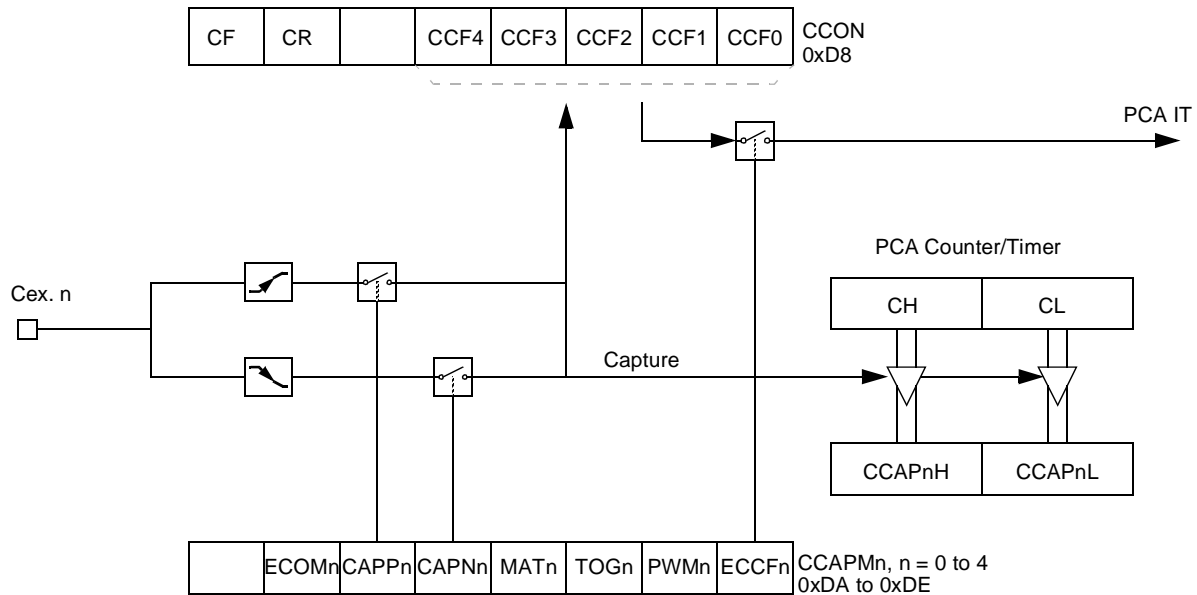 CF CR CCF4 CCF3 CCF2 CCF1 CCF0 CCON
0xD8
PCA IT
PCA Counter/Timer
Cex. n
CH CL
Capture
CCAPnH CCAPnL
ECOMn CAPPn CAPNn MATn TOGn PWMn ECCFn CCAPMn, n = 0 to 4
0xDA to 0xDE